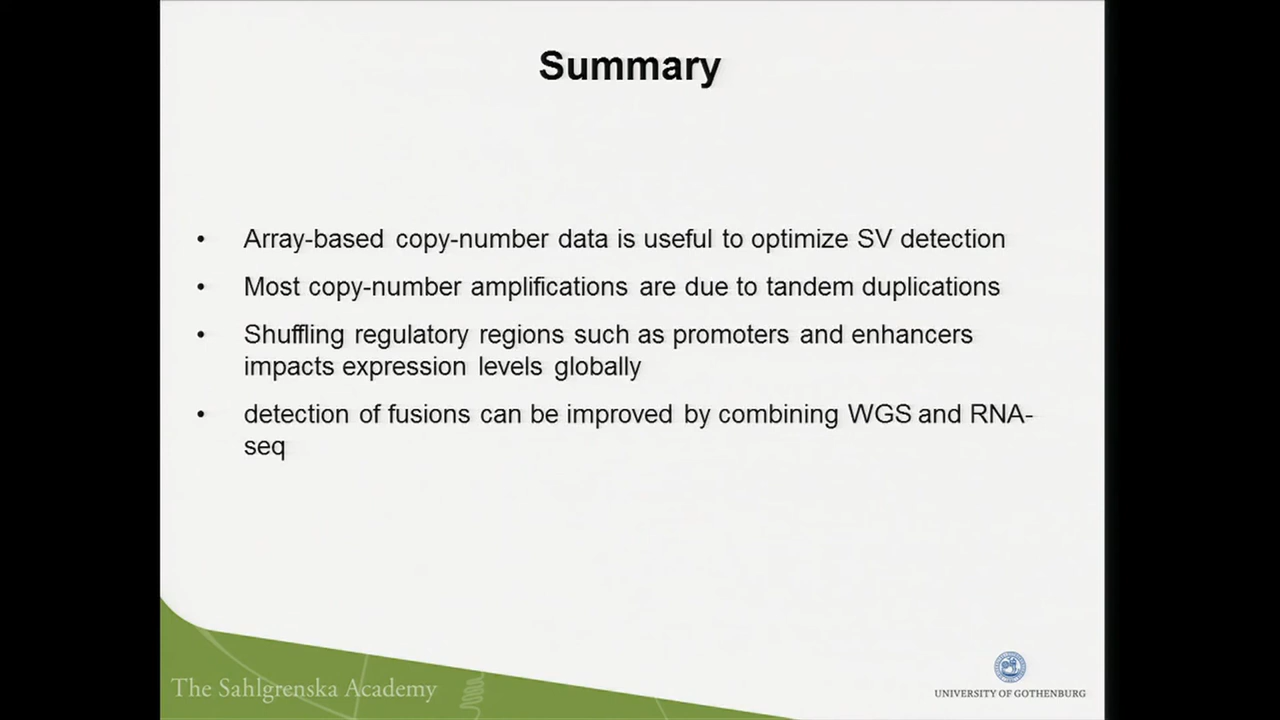 Summary
• Array-based copy-number data is useful to optimize SV detection
• Most copy-number amplifications are due to tandem duplications
• Shuffling regulatory regions such as promoters and enhancers
impacts expression levels globally
• detection of fusions can be improved by combining WGS and RNA-
seq
The Sahlgrenska Academy
UNIVERSITY OF GOTHENBURG